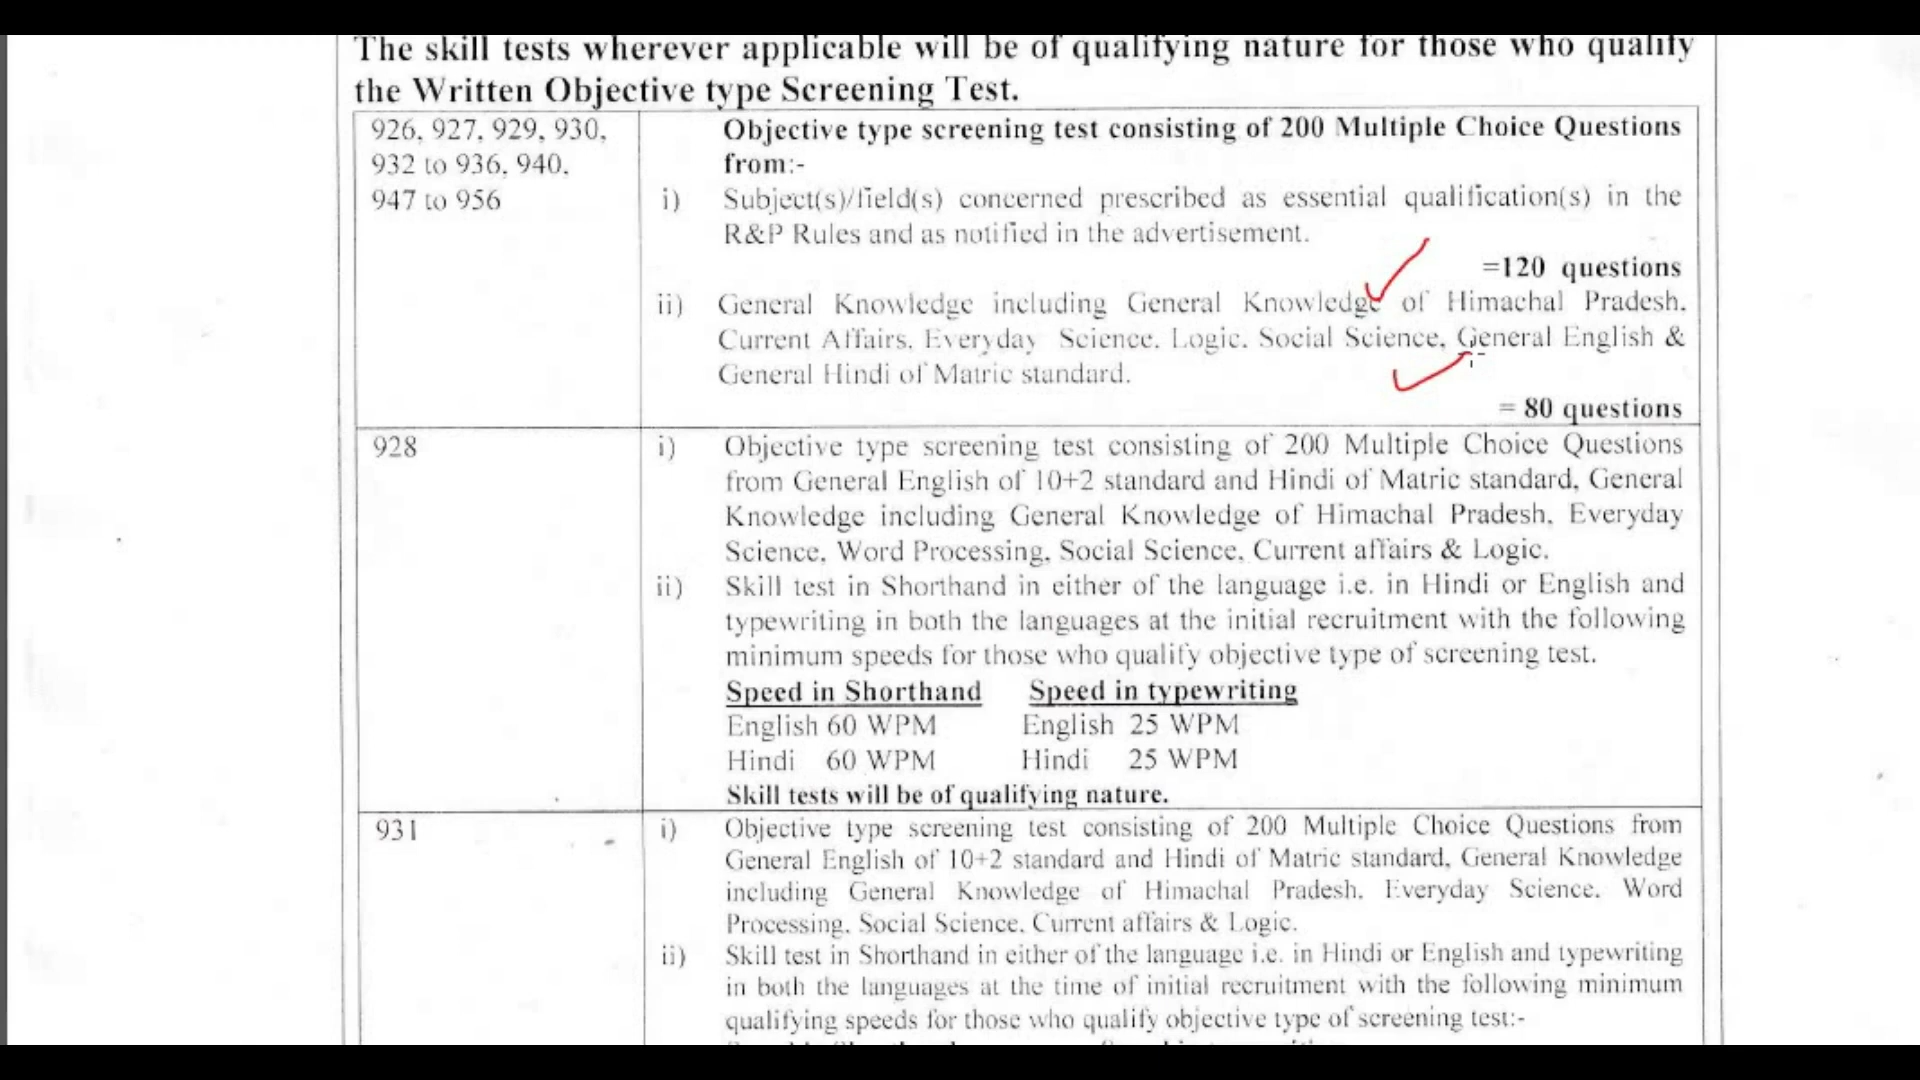 The skill tests wherever applicable will be of qualifying nature for those who qualify
the Written Objective type Screening Test.
926, 927, 929, 930,
932 to 936, 940,
947 to 956
Objective type screening test consisting of 200 Multiple Choice Questions
from:-
i) Subject(s)/field(s) concerned prescribed as essential qualification(s) in the
R&P Rules and as notified in the advertisement.
=120 questions
ii) General Knowledge including General Knowledge of Himachal Pradesh.
Current Affairs. Everyday Science. Logic. Social Science, General English &
General Hindi of Matric standard.
= 80 questions
928
i) Objective type screening test consisting of 200 Multiple Choice Questions
from General English of 10+2 standard and Hindi of Matric standard, General
Knowledge including General Knowledge of Himachal Pradesh, Everyday
Science, Word Processing, Social Science, Current affairs & Logic.
ii) Skill test in Shorthand in either of the language i.e. in Hindi or English and
typewriting in both the languages at the initial recruitment with the following
minimum speeds for those who qualify objective type of screening test.
Speed in Shorthand Speed in typewriting
English 60 WPM English 25 WPM
Hindi 60 WPM Hindi 25 WPM
Skill tests will be of qualifying nature.
931
i) Objective type screening test consisting of 200 Multiple Choice Questions from
General English of 10+2 standard and Hindi of Matric standard, General Knowledge
including General Knowledge of Himachal Pradesh. Everyday Science. Word
Processing. Social Science. Current affairs & Logic.
ii) Skill test in Shorthand in either of the language i.e. in Hindi or English and typewriting
in both the languages at the time of initial recruitment with the following minimum
qualifying speeds for those who qualify objective type of screening test:-